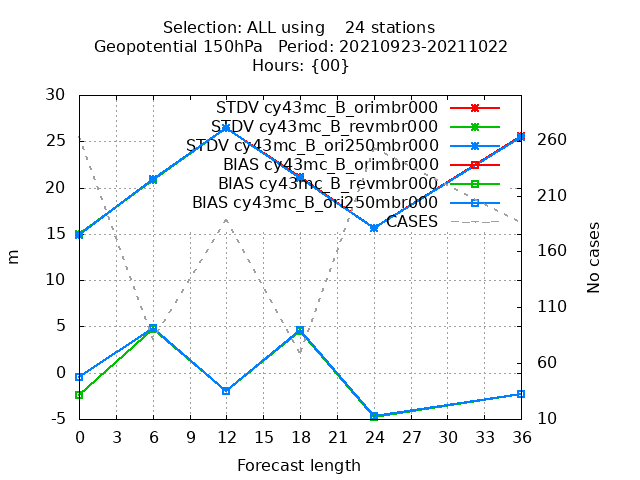 Selection: ALL using    24 stations
Geopotential 150hPa   Period: 20210923-20211022
Hours: {00}
30
25
20
15
10
5
0
-5
m
STDV cy43mc_B_orimbr000
STDV cy43mc_B_revmbr000
STDV cy43mc_B_ori250mbr000
BIAS cy43mc_B_orimbr000
BIAS cy43mc_B_revmbr000
BIAS cy43mc_B_ori250mbr000
CASES
260
210
160
110
60
10
No cases
0 3 6 9 12 15 18 21 24 27 30 33 36
Forecast length